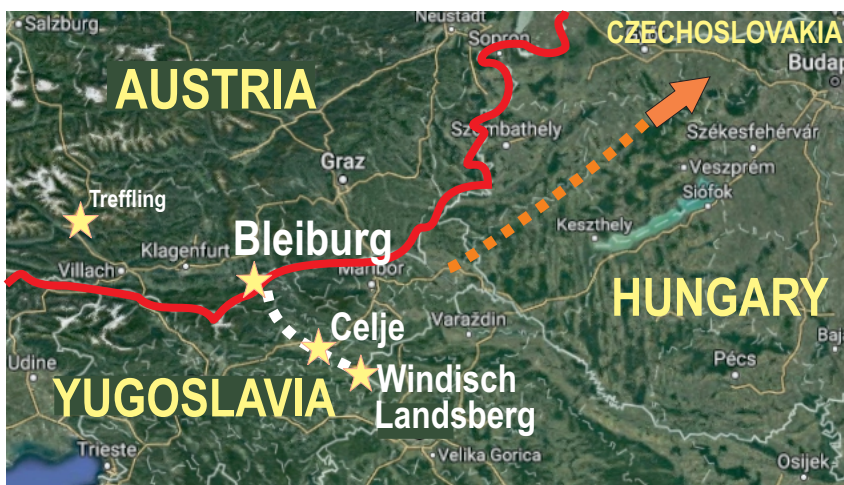 Salzburg
Neustadt
Sopron
CZECHOSLOVAKIA
Budap
AUSTRIA
Szombathely
Székesfehérvár
Graz
Veszprém
Treffling
Siófok
Keszthely
Bleiburg
Klagenfurt
Villach
Maribor
HUNGARY
Celje
Varaždin
Baja
Udine
Pécs
YUGOSLAVIA
Windisch
Landsberg
Trieste
Velika Gorica
Osijek